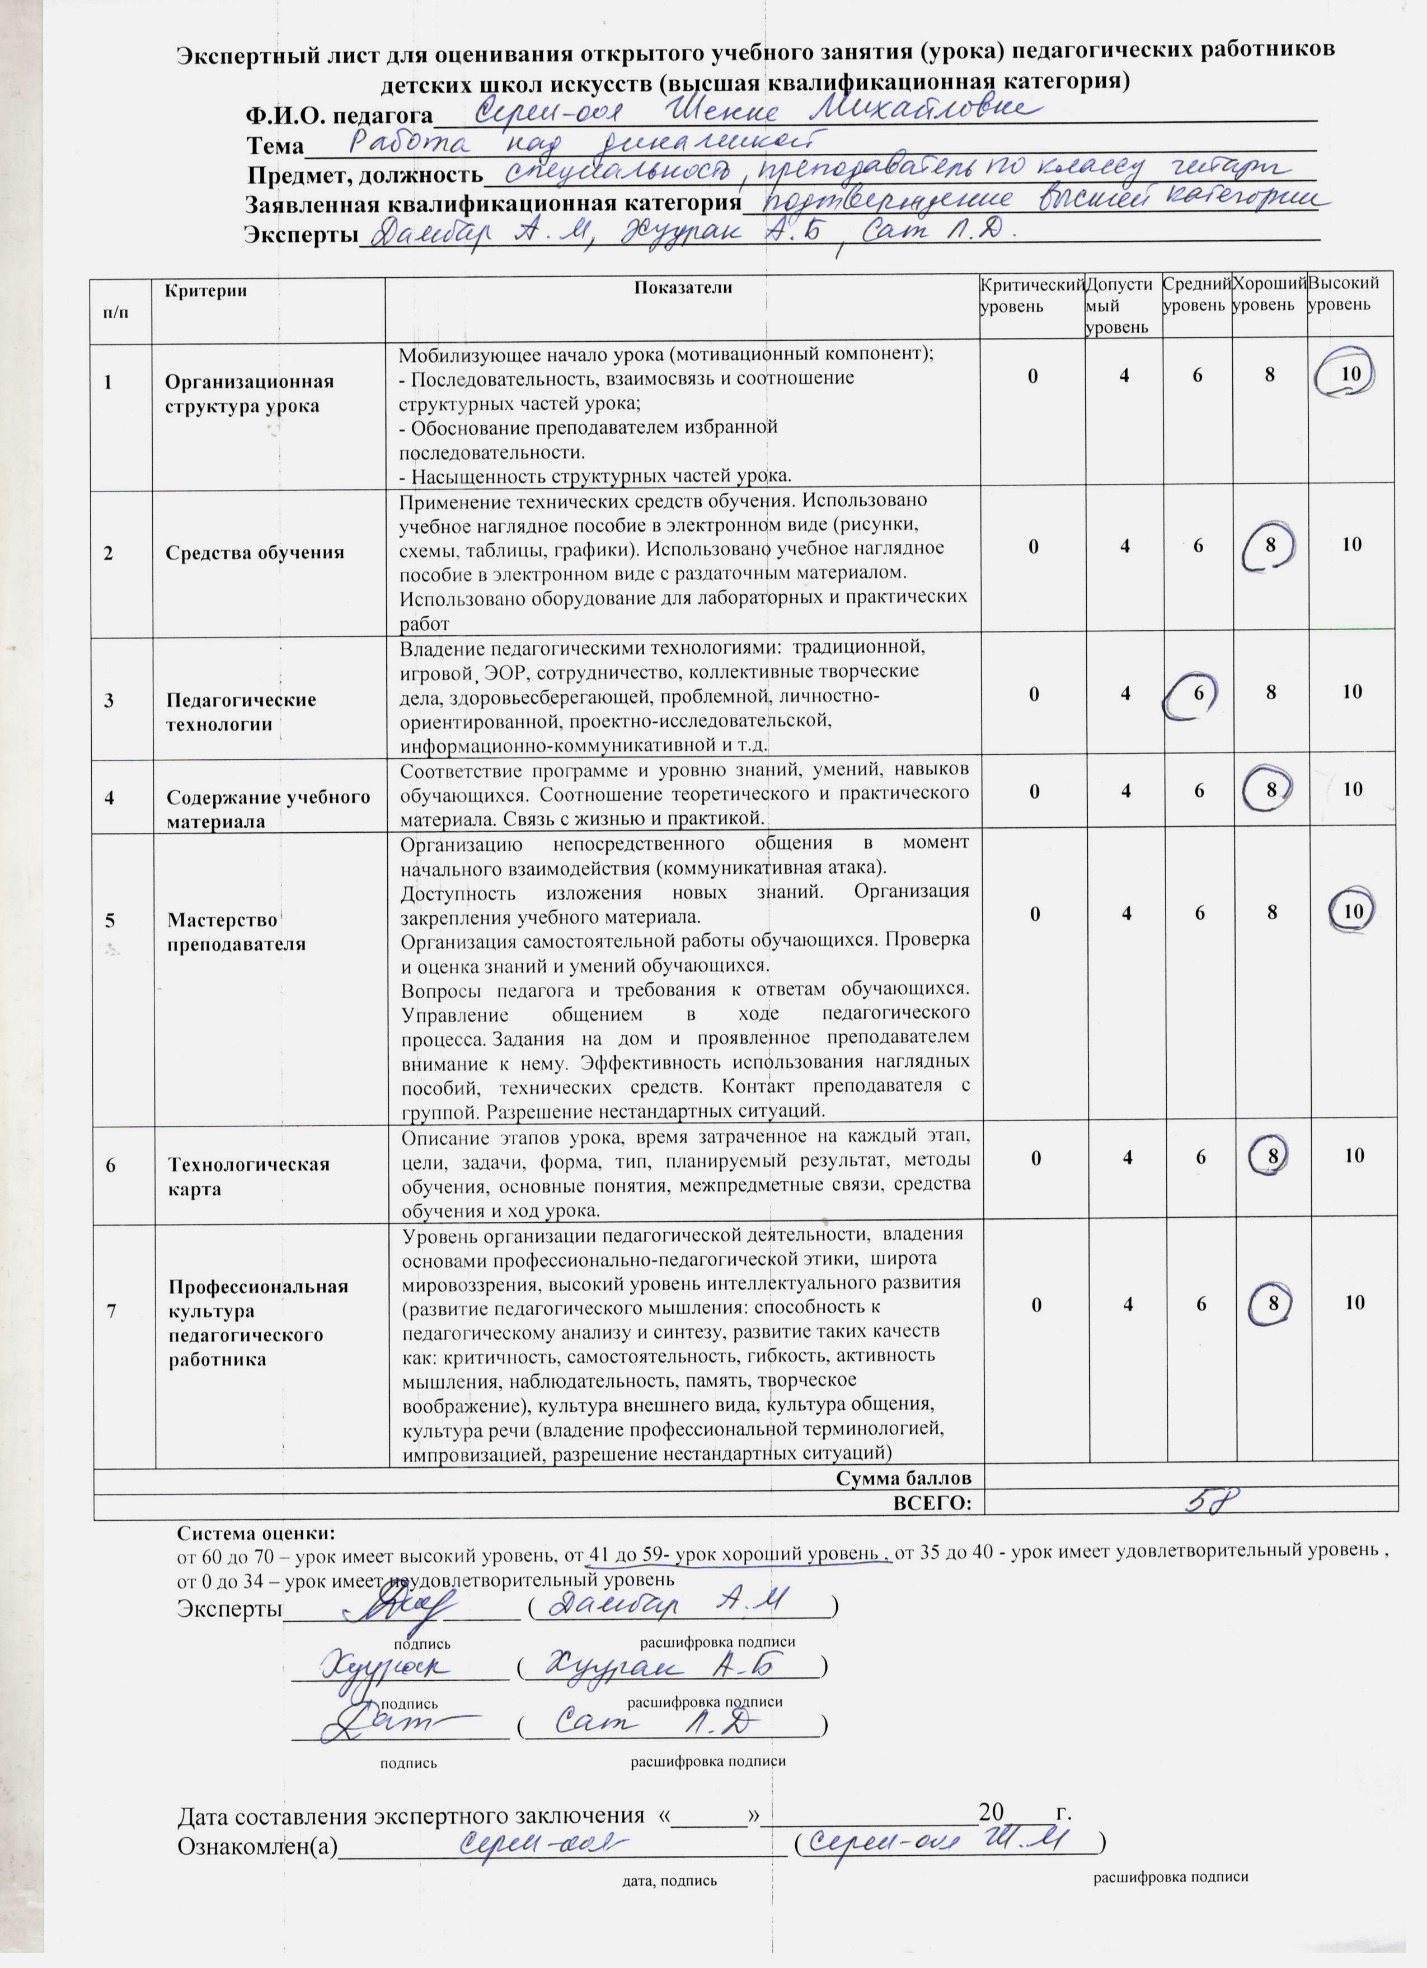 Экспертный лист для оценивания открытого учебного занятия (урока) педагогических работников
детских школ искусств (высшая квалификационная категория)
Ф.И.О. педагога Серен-оол Шенне Михайловне
Тема Работа над динамикой
Предмет, должность специальность, преподаватель по классу гитары
Заявленная квалификационная категория подтверждение высшей категории
Эксперты Дамбар А.М, Хууран А.Б, Сат Л.Д.
п/п Критерии Показатели Критический уровень Допустимый уровень Средний уровень Хороший уровень Высокий уровень
1 Организационная структура урока
Мобилизующее начало урока (мотивационный компонент);
- Последовательность, взаимосвязь и соотношение
структурных частей урока;
- Обоснование преподавателем избранной
последовательности.
- Насыщенность структурных частей урока.
0 4 6 8 10
2 Средства обучения
Применение технических средств обучения. Использовано
учебное наглядное пособие в электронном виде (рисунки,
схемы, таблицы, графики). Использовано учебное наглядное
пособие в электронном виде с раздаточным материалом.
Использовано оборудование для лабораторных и практических
работ
0 4 6 8 10
3 Педагогические технологии
Владение педагогическими технологиями: традиционной,
игровой, ЭОР, сотрудничество, коллективные творческие
дела, здоровьесберегающей, проблемной, личностно-
ориентированной, проектно-исследовательской,
информационно-коммуникативной и т.д.
0 4 6 8 10
4 Содержание учебного материала
Соответствие программе и уровню знаний, умений, навыков
обучающихся. Соотношение теоретического и практического
материала. Связь с жизнью и практикой.
0 4 6 8 10
5 Мастерство преподавателя
Организацию непосредственного общения в момент
начального взаимодействия (коммуникативная атака).
Доступность изложения новых знаний. Организация
закрепления учебного материала.
Организация самостоятельной работы обучающихся. Проверка
и оценка знаний и умений обучающихся.
Вопросы педагога и требования к ответам обучающихся.
Управление общением в ходе педагогического
процесса. Задания на дом и проявленное преподавателем
внимание к нему. Эффективность использования наглядных
пособий, технических средств. Контакт преподавателя с
группой. Разрешение нестандартных ситуаций.
0 4 6 8 10
6 Технологическая карта
Описание этапов урока, время затраченное на каждый этап,
цели, задачи, форма, тип, планируемый результат, методы
обучения, основные понятия, межпредметные связи, средства
обучения и ход урока.
0 4 6 8 10
7 Профессиональная культура педагогического работника
Уровень организации педагогической деятельности, владения
основами профессионально-педагогической этики, широта
мировоззрения, высокий уровень интеллектуального развития
(развитие педагогического мышления: способность к
педагогическому анализу и синтезу, развитие таких качеств
как: критичность, самостоятельность, гибкость, активность
мышления, наблюдательность, память, творческое
воображение), культура внешнего вида, культура общения,
культура речи (владение профессиональной терминологией,
импровизацией, разрешение нестандартных ситуаций)
0 4 6 8 10
Сумма баллов
ВСЕГО: 58
Система оценки:
от 60 до 70 – урок имеет высокий уровень, от 41 до 59- урок хороший уровень , от 35 до 40 - урок имеет удовлетворительный уровень ,
от 0 до 34 – урок имеет неудовлетворительный уровень
Эксперты (Дамбар А.М)
подпись расшифровка подписи
Хууран (Хууран А-Б)
подпись расшифровка подписи
Сат (Сат Л.Д)
подпись расшифровка подписи
Дата составления экспертного заключения « » 20 г.
Ознакомлен(а) Серен-оол (Серен-оол Ш.М)
дата, подпись расшифровка подписи